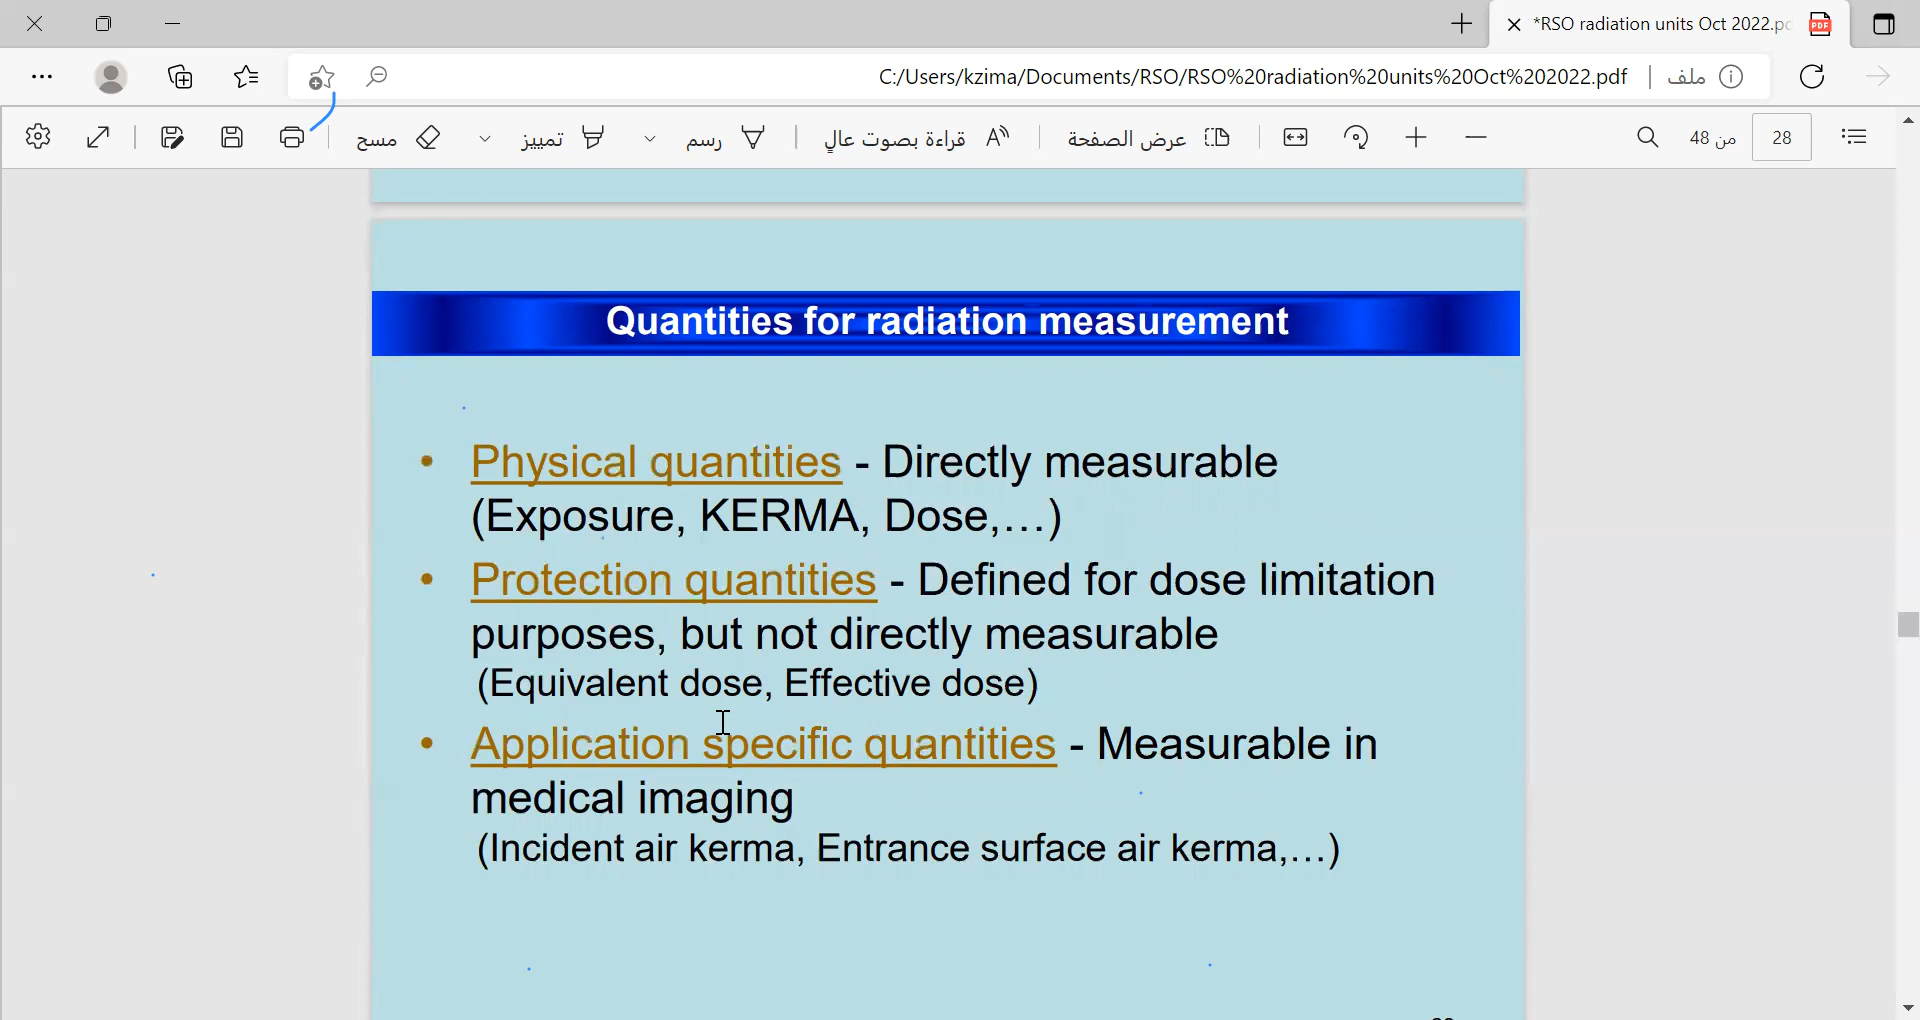 *RSO radiation units Oct 2022.pd
C:/Users/kzima/Documents/RSO/RSO%20radiation%20units%20Oct%202022.pdf
ملف
28
من 48
عرض الصفحة
قراءة بصوت عالٍ
رسم
تمييز
مسح
Quantities for radiation measurement
• Physical quantities - Directly measurable
(Exposure, KERMA, Dose,…)
• Protection quantities - Defined for dose limitation
purposes, but not directly measurable
(Equivalent dose, Effective dose)
• Application specific quantities - Measurable in
medical imaging
(Incident air kerma, Entrance surface air kerma,…)